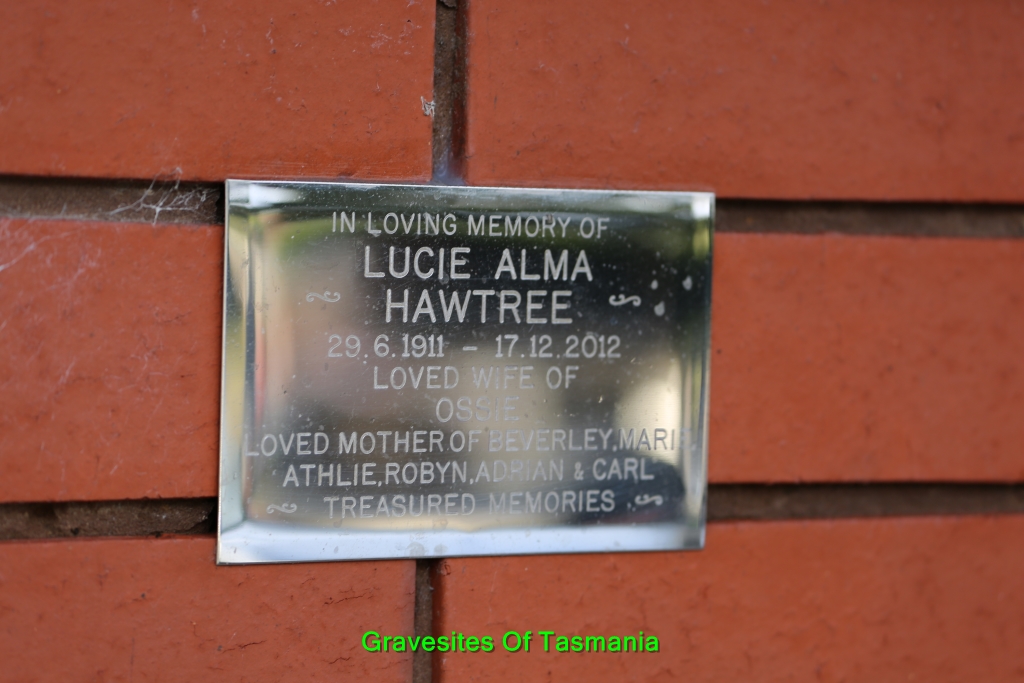 IN LOVING MEMORY OF
LUCIE ALMA
HAWTREE
29.6.1911 – 17.12.2012
LOVED WIFE OF
OSSIE
LOVED MOTHER OF BEVERLEY, MARIE,
ATHLIE, ROBYN, ADRIAN & CARL
TREASURED MEMORIES
Gravesites Of Tasmania